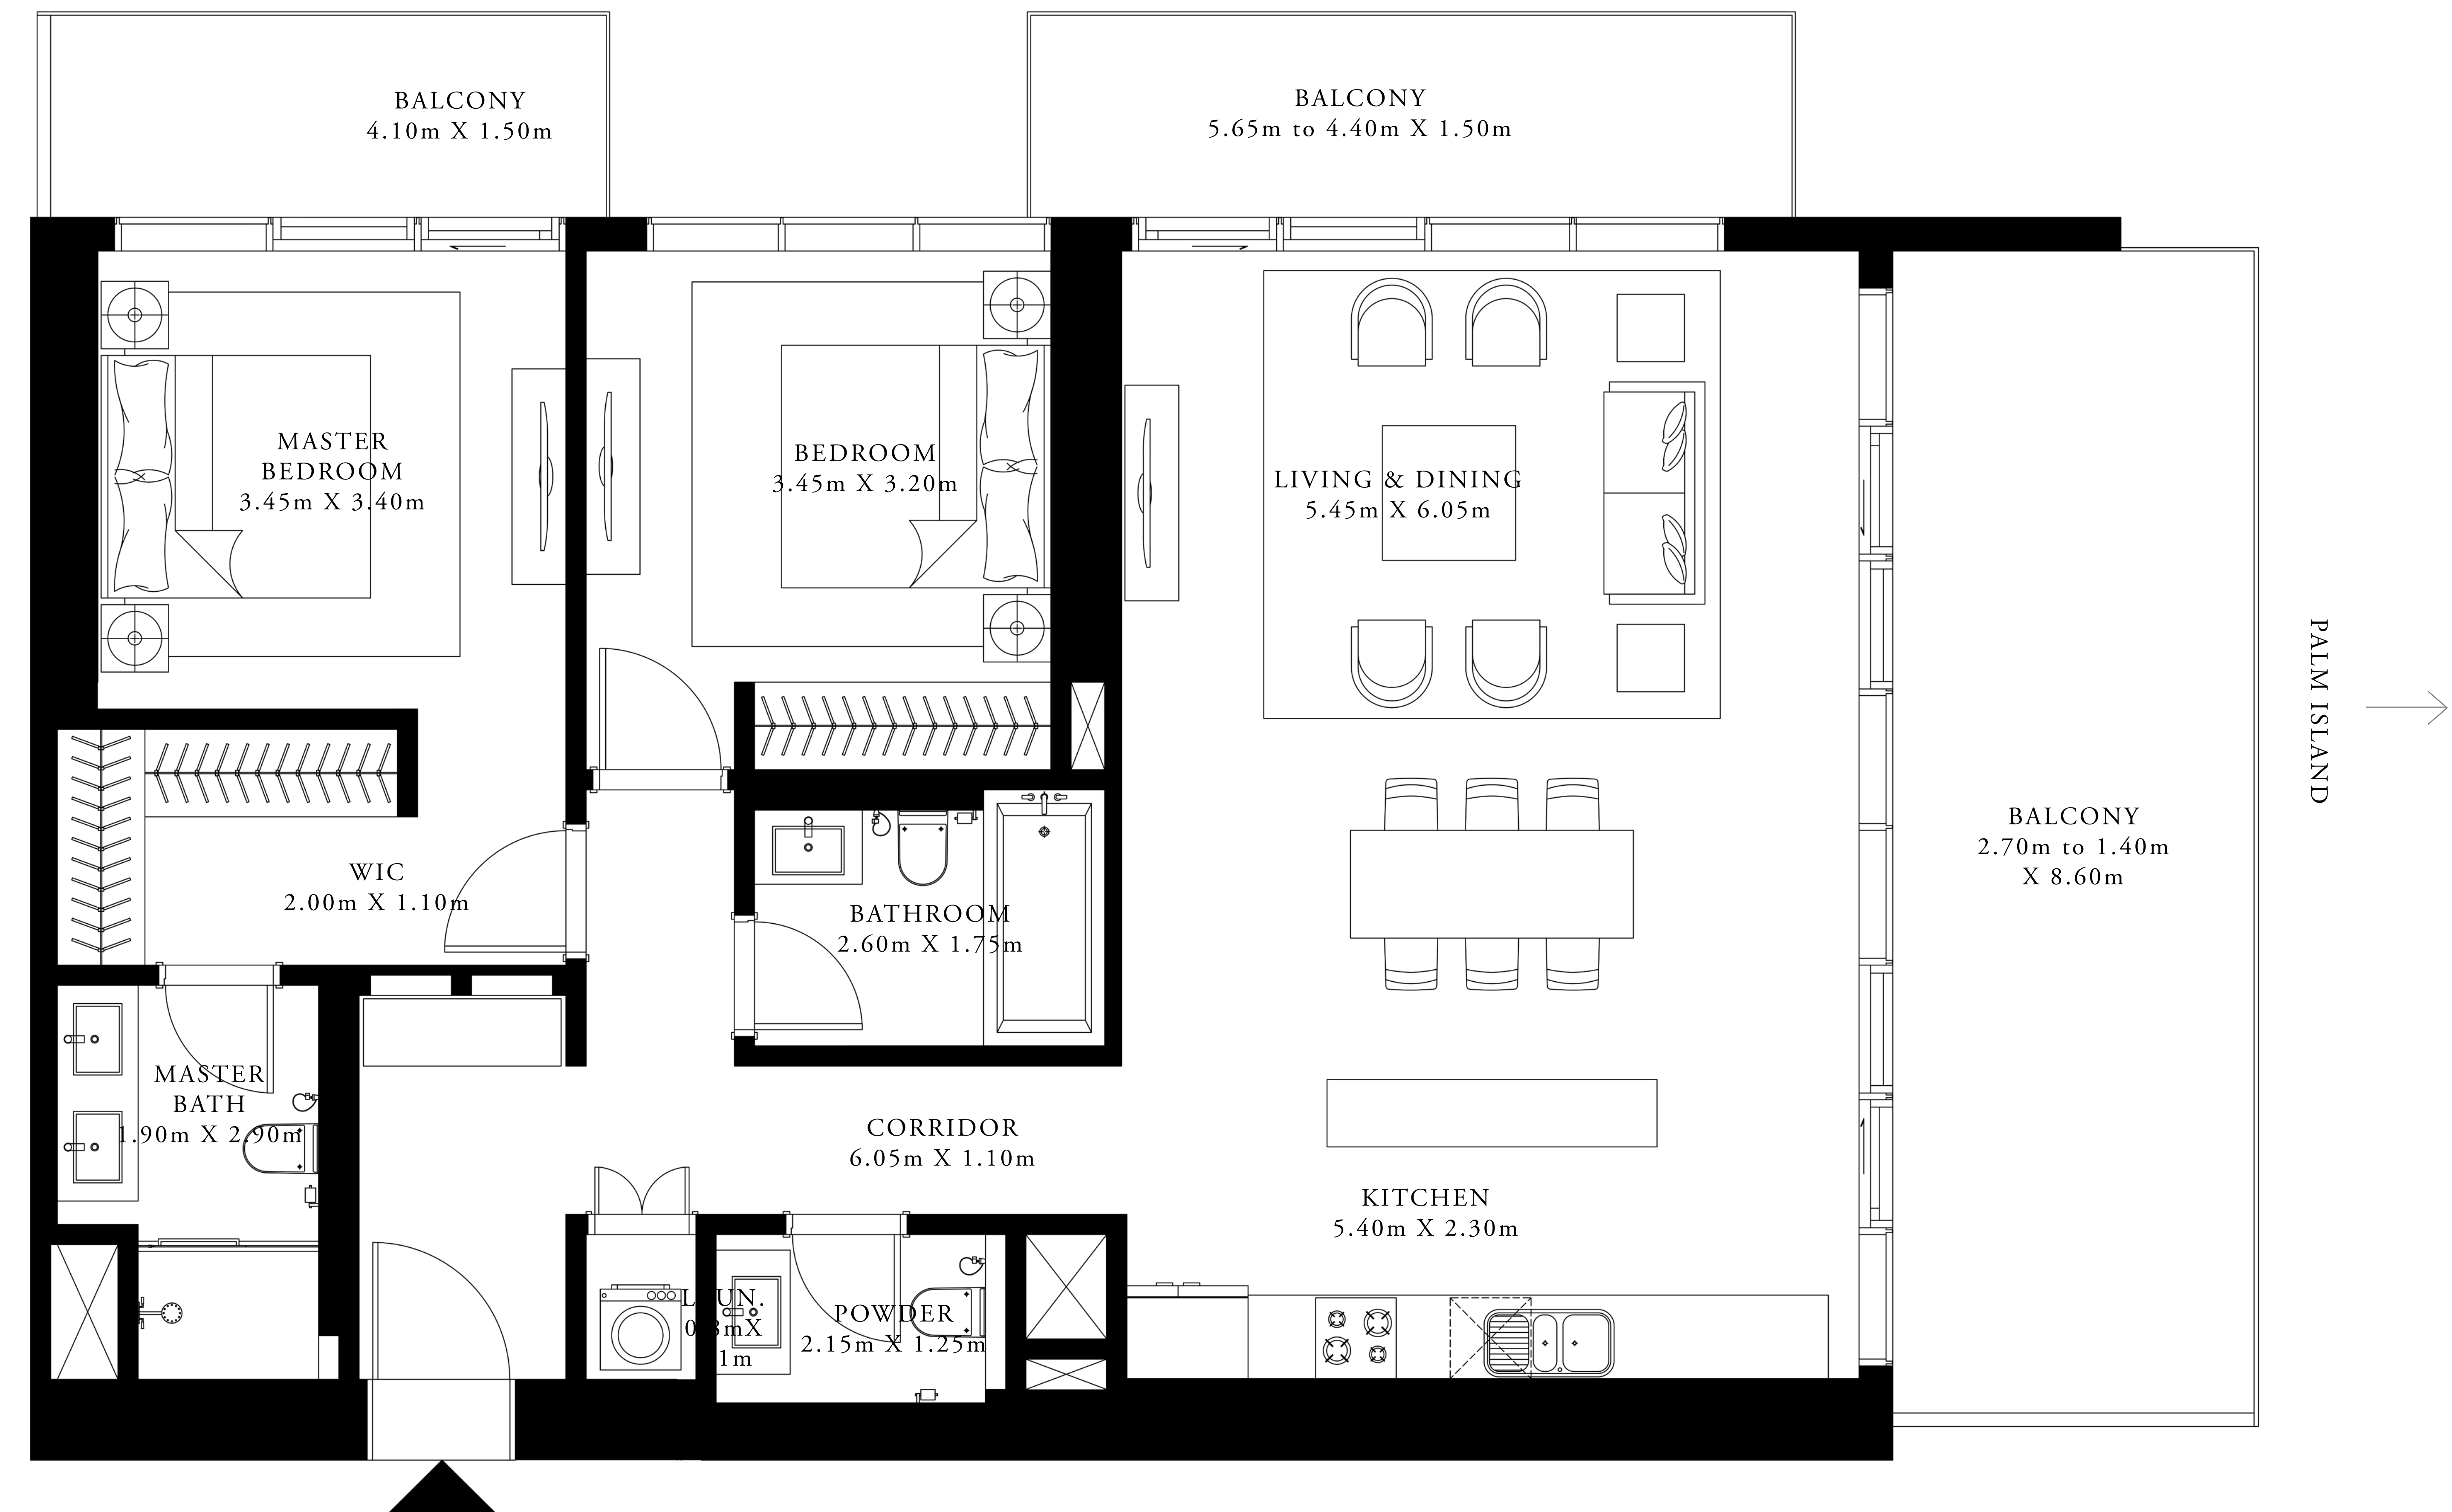 BALCONY
4.10m X 1.50m
BALCONY
5.65m to 4.40m X 1.50m
MASTER
BEDROOM
3.45m X 3.40m
BEDROOM
3.45m X 3.20m
LIVING & DINING
5.45m X 6.05m
PALM ISLAND
BALCONY
2.70m to 1.40m
X 8.60m
WIC
2.00m X 1.10m
BATHROOM
2.60m X 1.75m
MASTER
BATH
1.90m X 2.90m
CORRIDOR
6.05m X 1.10m
KITCHEN
5.40m X 2.30m
POWDER
2.15m X 1.25m